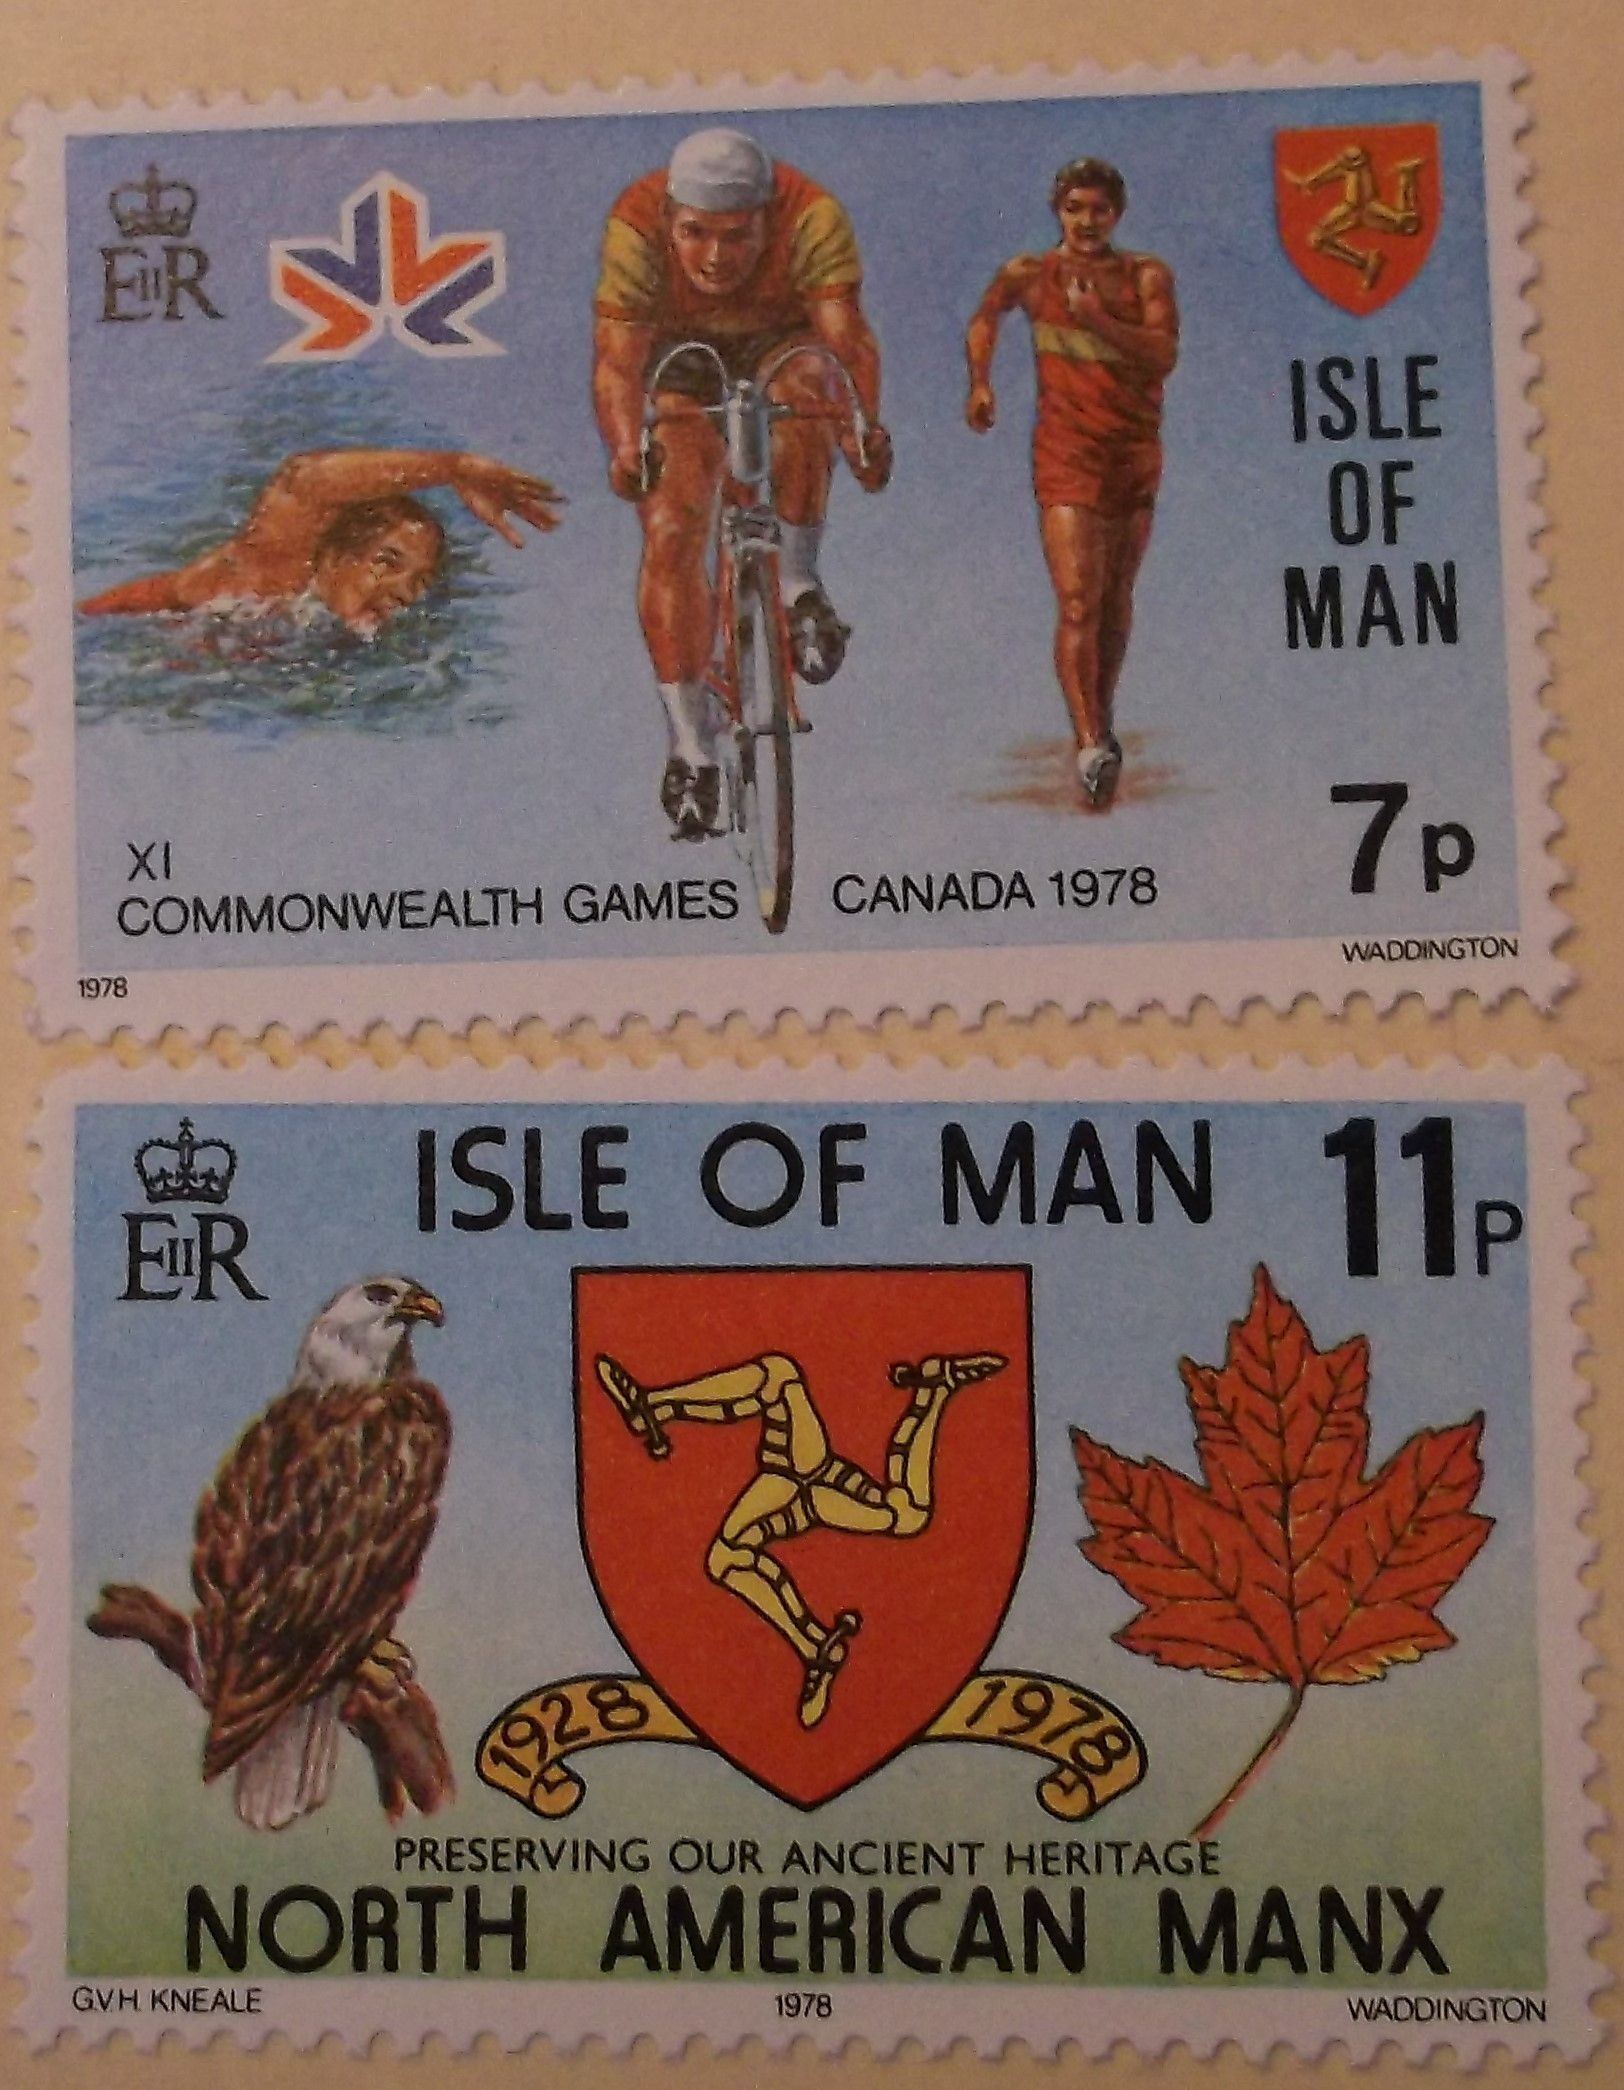 EIIR
ISLE
OF
MAN
7p
XI
COMMONWEALTH GAMES CANADA 1978
1978 WADDINGTON
ISLE OF MAN 11P
EIIR
1928 1978
PRESERVING OUR ANCIENT HERITAGE
NORTH AMERICAN MANX
G.V.H. KNEALE 1978 WADDINGTON